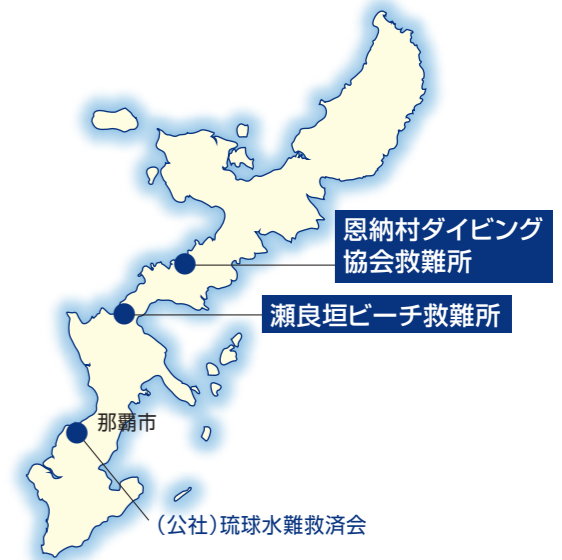 恩納村ダイビング
協会救難所
瀬良垣ビーチ救難所
那覇市
（公社）琉球水難救済会